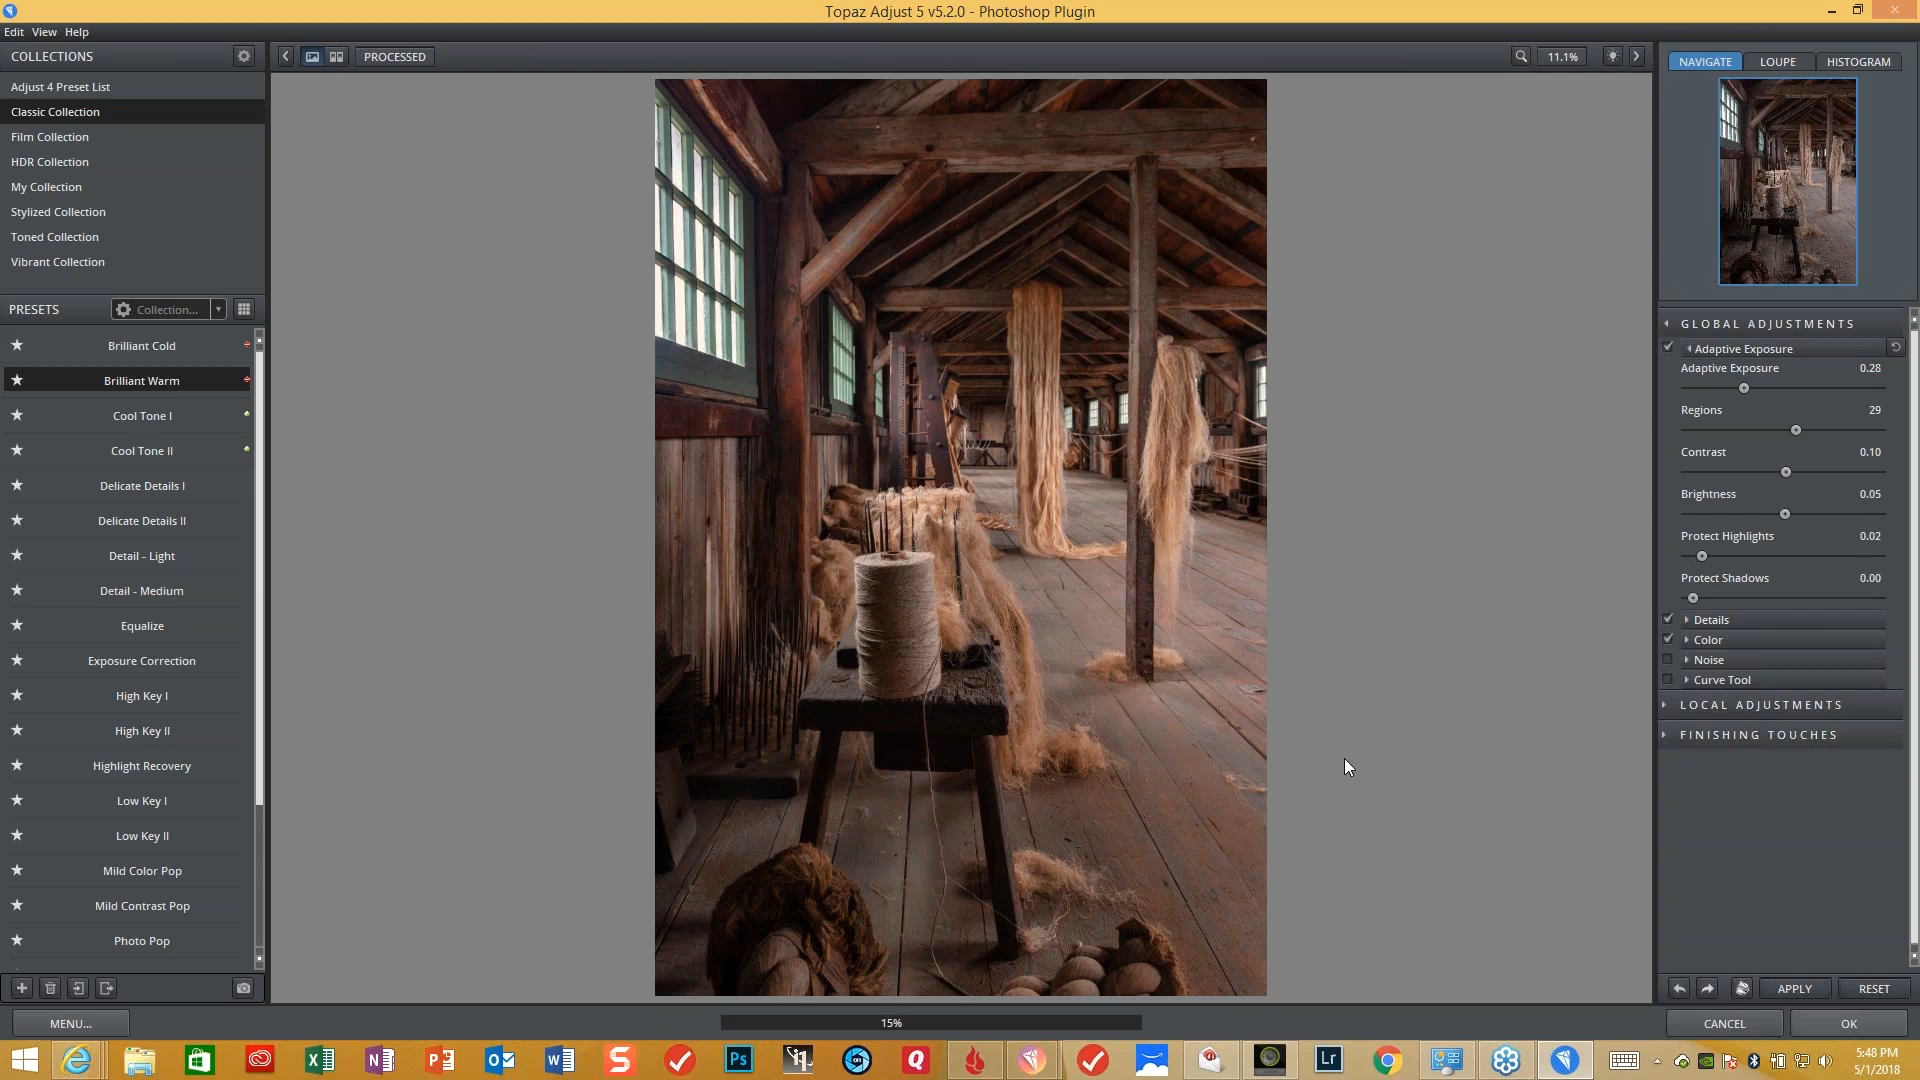 Topaz Adjust 5 v5.2.0 - Photoshop Plugin
Edit View Help
COLLECTIONS
Adjust 4 Preset List
Classic Collection
Film Collection
HDR Collection
My Collection
Stylized Collection
Toned Collection
Vibrant Collection
PRESETS
Collection...
Brilliant Cold
Brilliant Warm
Cool Tone I
Cool Tone II
Delicate Details I
Delicate Details II
Detail - Light
Detail - Medium
Equalize
Exposure Correction
High Key I
High Key II
Highlight Recovery
Low Key I
Low Key II
Mild Color Pop
Mild Contrast Pop
Photo Pop
MENU...
PROCESSED
11.1%
15%
NAVIGATE LOUPE HISTOGRAM
GLOBAL ADJUSTMENTS
Adaptive Exposure
Adaptive Exposure 0.28
Regions 29
Contrast 0.10
Brightness 0.05
Protect Highlights 0.02
Protect Shadows 0.00
Details
Color
Noise
Curve Tool
LOCAL ADJUSTMENTS
FINISHING TOUCHES
APPLY RESET
CANCEL OK
Ps
Lr
5:48 PM
5/1/2018